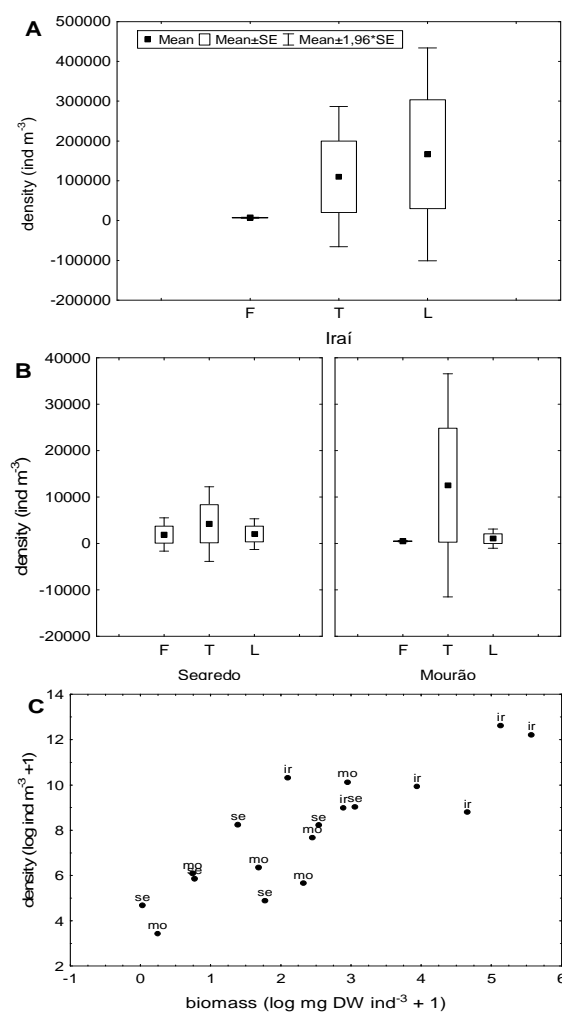 A
■ Mean □ Mean±SE Mean±1,96*SE
500000
400000
300000
200000
100000
0
-100000
-200000
density (ind m⁻³)
F T L
Iraí
B
40000
30000
20000
10000
0
-10000
-20000
density (ind m⁻³)
F T L F T L
Segredo Mourão
C
14
12
10
8
6
4
2
density (log ind m⁻³ +1)
ir ir
ir mo ir
se se ir se ir
mo
mo se mo mo
se se
mo
-1 0 1 2 3 4 5 6
biomass (log mg DW ind⁻³ + 1)